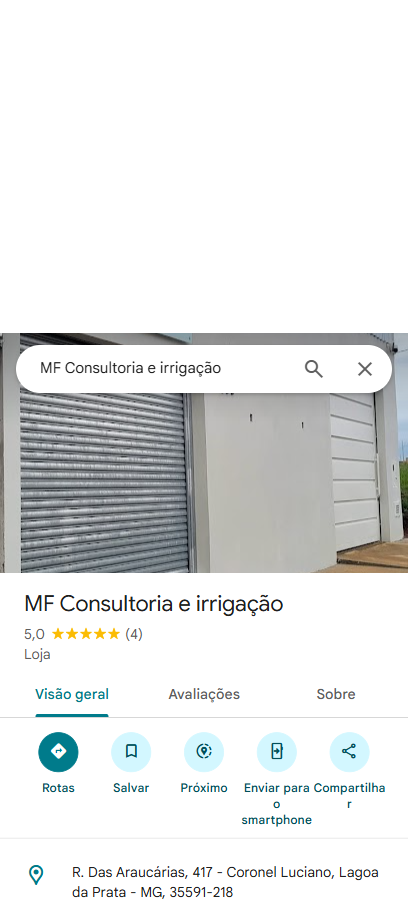 MF Consultoria e irrigação
MF Consultoria e irrigação
5,0 ★★★★★ (4)
Loja
Visão geral Avaliações Sobre
Rotas Salvar Próximo Enviar para o smartphone Compartilhar
R. Das Araucárias, 417 - Coronel Luciano, Lagoa
da Prata - MG, 35591-218